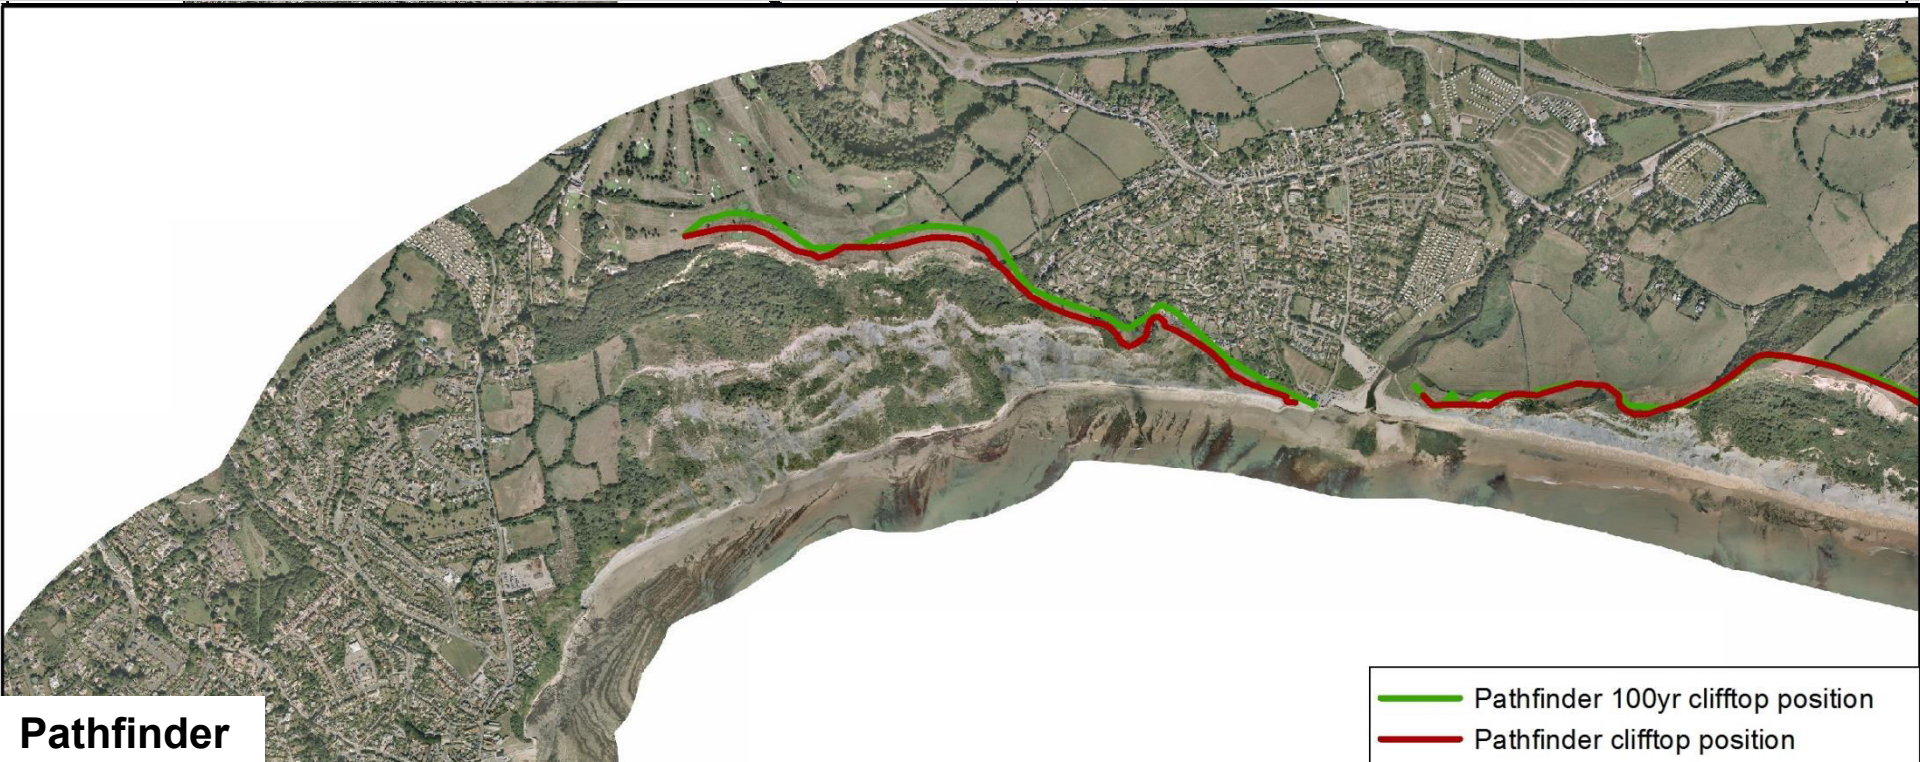 Pathfinder
Pathfinder 100yr clifftop position
Pathfinder clifftop position